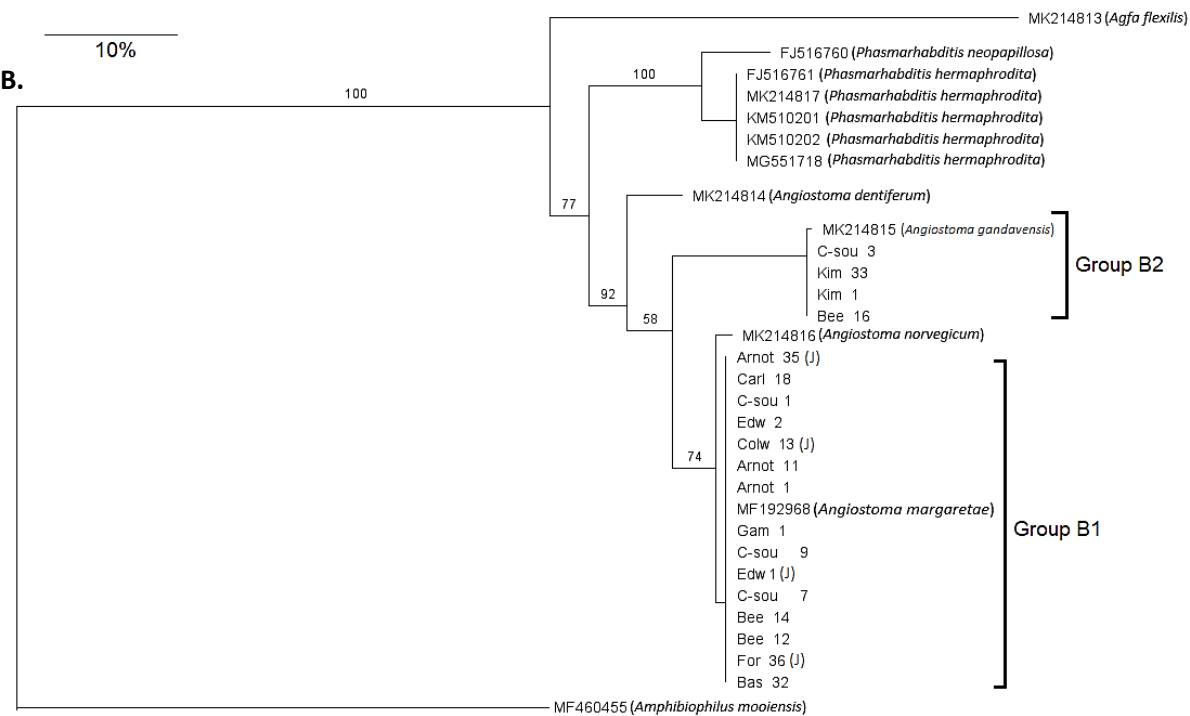 MK214813 (Agfa flexilis)
10%
B.
100
FJ516760 (Phasmarhabditis neopapillosa)
100
FJ516761 (Phasmarhabditis hermaphrodita)
MK214817 (Phasmarhabditis hermaphrodita)
KM510201 (Phasmarhabditis hermaphrodita)
KM510202 (Phasmarhabditis hermaphrodita)
MG551718 (Phasmarhabditis hermaphrodita)
77
MK214814 (Angiostoma dentiferum)
MK214815 (Angiostoma gandavensis)
C-sou 3
Kim 33
Kim 1
Bee 16
Group B2
92
58
MK214816 (Angiostoma norvegicum)
Arnot 35 (J)
Carl 18
C-sou 1
Edw 2
Colw 13 (J)
74
Arnot 11
Arnot 1
MF192968 (Angiostoma margaretae)
Gam 1
C-sou 9
Edw 1 (J)
C-sou 7
Bee 14
Bee 12
For 36 (J)
Bas 32
Group B1
MF460455 (Amphibiophilus mooiensis)